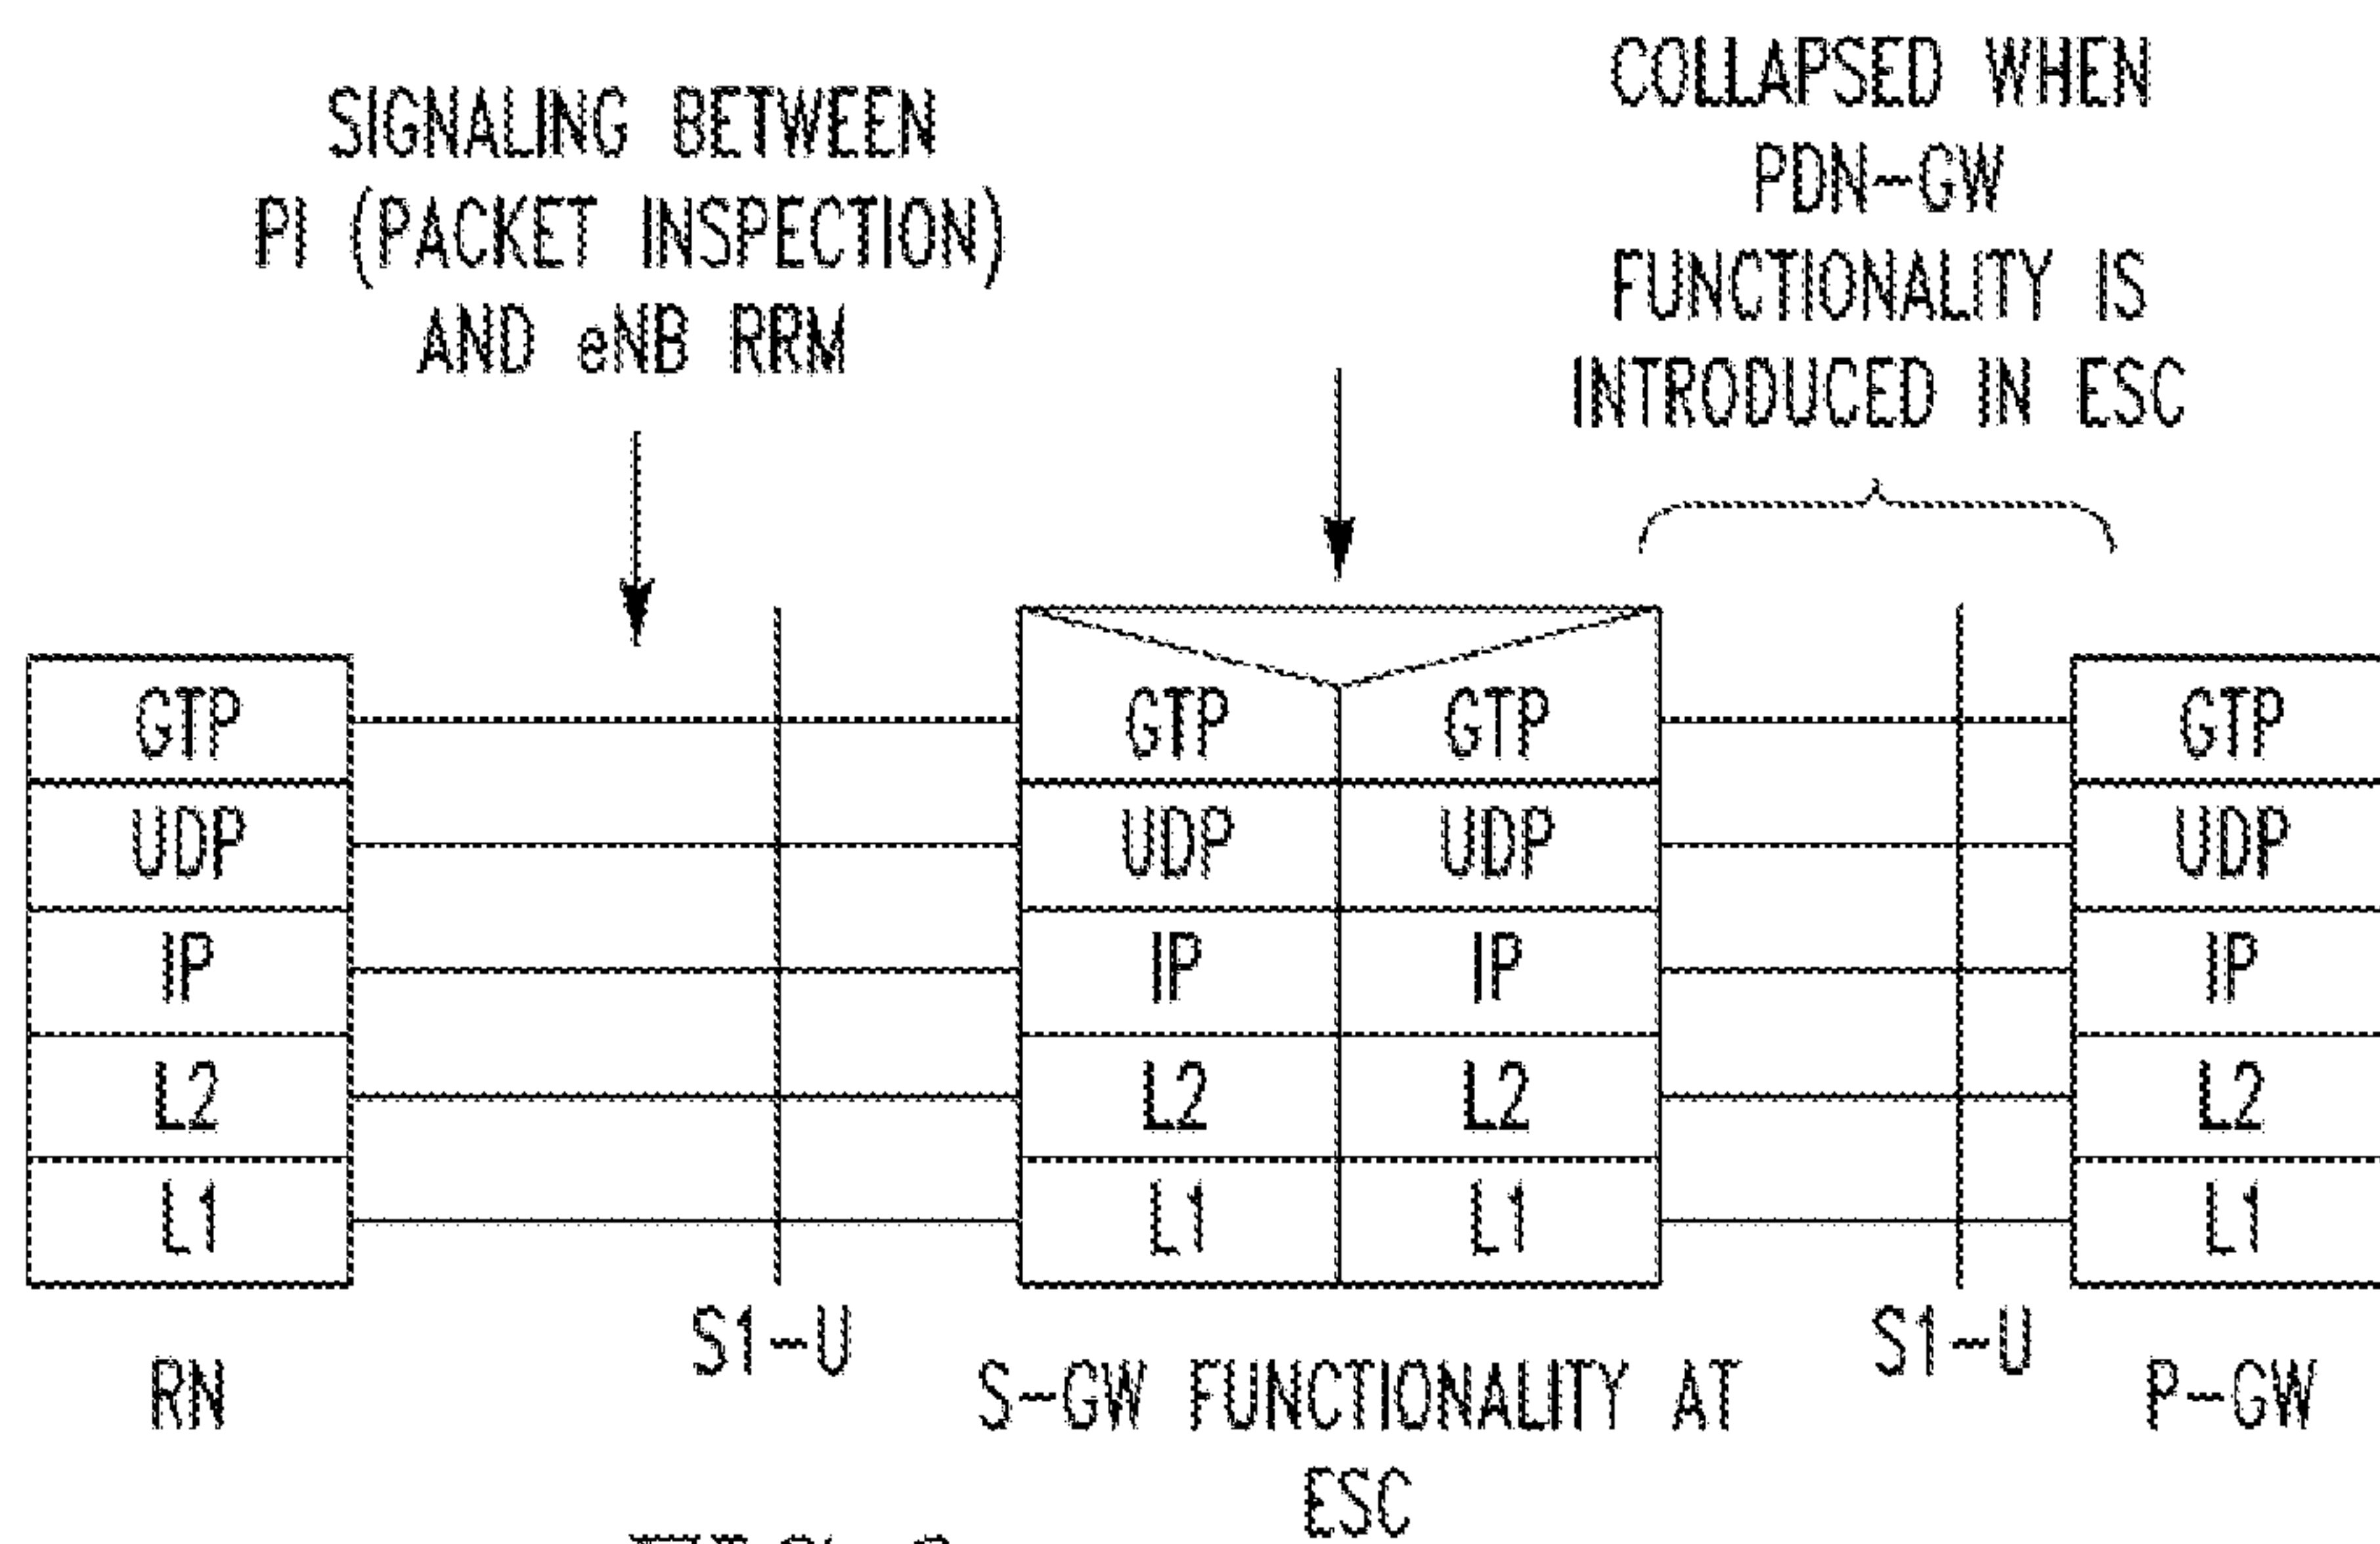 SIGNALING BETWEEN
PI (PACKET INSPECTION)
AND eNB RRM
COLLAPSED WHEN
PDN-GW
FUNCTIONALITY IS
INTRODUCED IN ESC
GTP
UDP
IP
L2
L1
RN
S1-U
GTP GTP
UDP UDP
IP IP
L2 L2
L1 L1
S-GW FUNCTIONALITY AT
ESC
S1-U
GTP
UDP
IP
L2
L1
P-GW